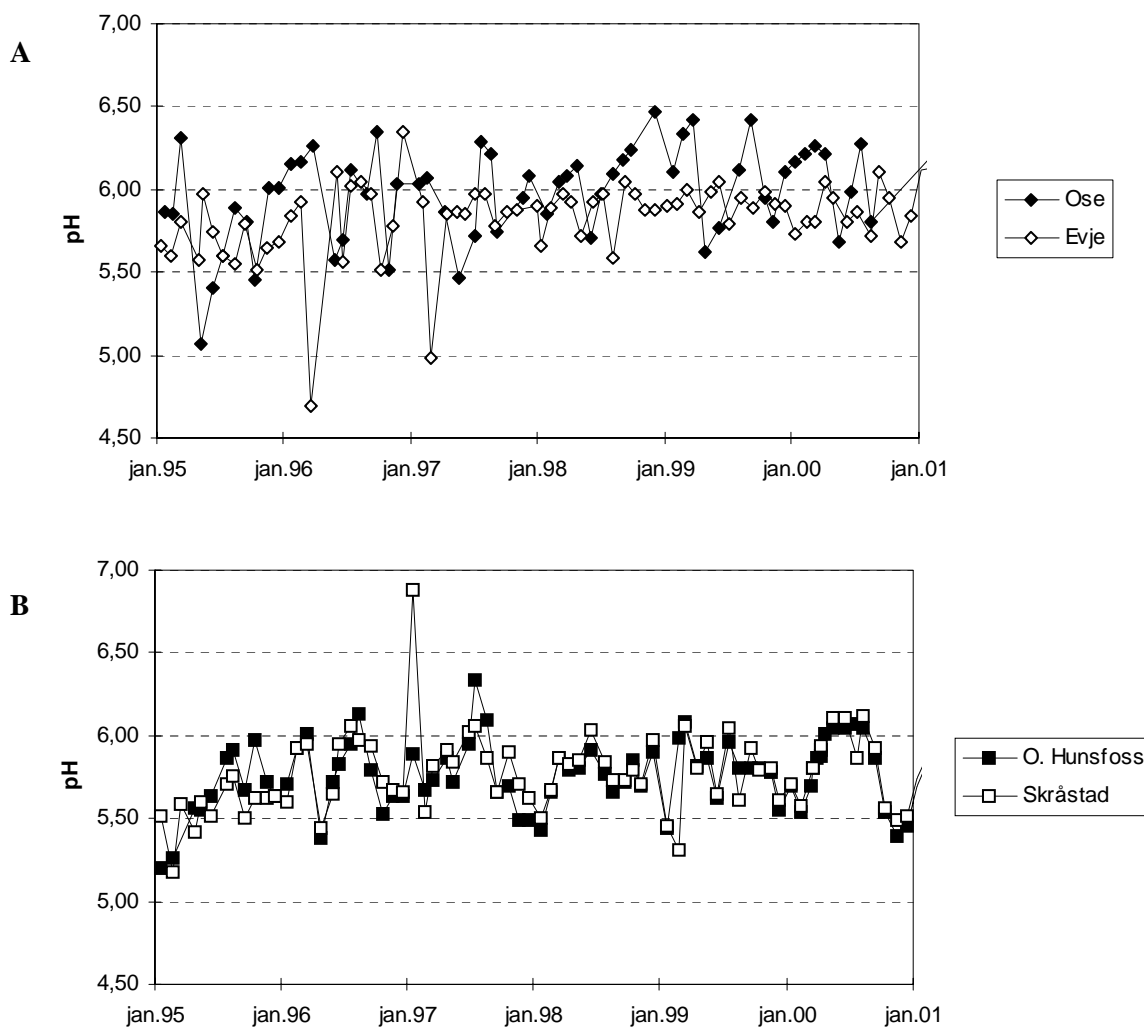 A
7,00
6,50
6,00
5,50
5,00
4,50
pH
jan.95 jan.96 jan.97 jan.98 jan.99 jan.00 jan.01
Ose
Evje
B
7,00
6,50
6,00
5,50
5,00
4,50
pH
jan.95 jan.96 jan.97 jan.98 jan.99 jan.00 jan.01
O. Hunsfoss
Skråstad